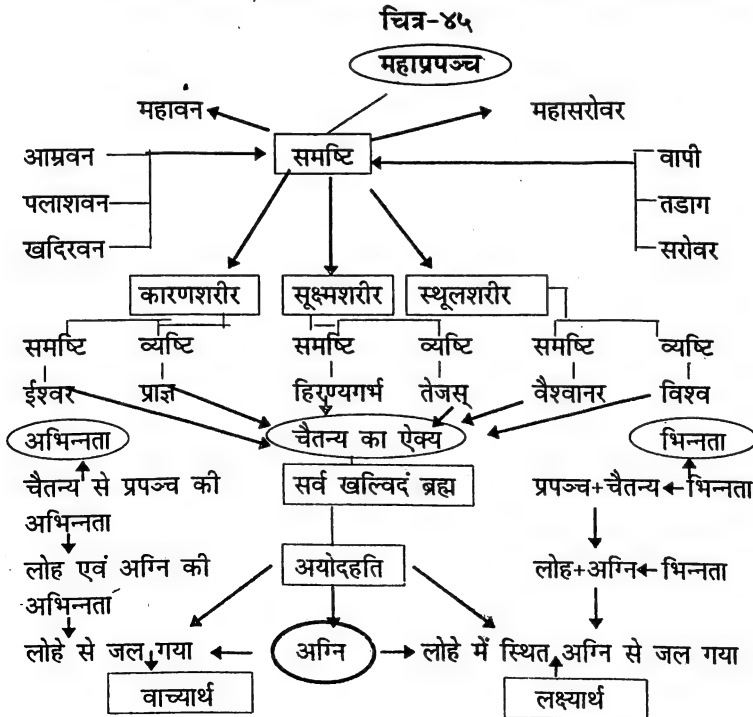 चित्र-४५
महाप्रपञ्च
महावन महासरोवर
आम्रवन समष्टि वापी
पलाशवन तडाग
खदिरवन सरोवर
कारणशरीर सूक्ष्मशरीर स्थूलशरीर
समष्टि व्यष्टि समष्टि व्यष्टि समष्टि व्यष्टि
ईश्वर प्राज्ञ हिरण्यगर्भ तेजस् वैश्वानर विश्व
अभिन्नता चैतन्य का ऐक्य भिन्नता
चैतन्य से प्रपञ्च की सर्व खल्विदं ब्रह्म प्रपञ्च+चैतन्य भिन्नता
अभिन्नता
लोह एवं अग्नि की अयोदहति लोह+अग्नि भिन्नता
अभिन्नता
लोहे से जल गया अग्नि लोहे में स्थित अग्नि से जल गया
वाच्यार्थ लक्ष्यार्थ